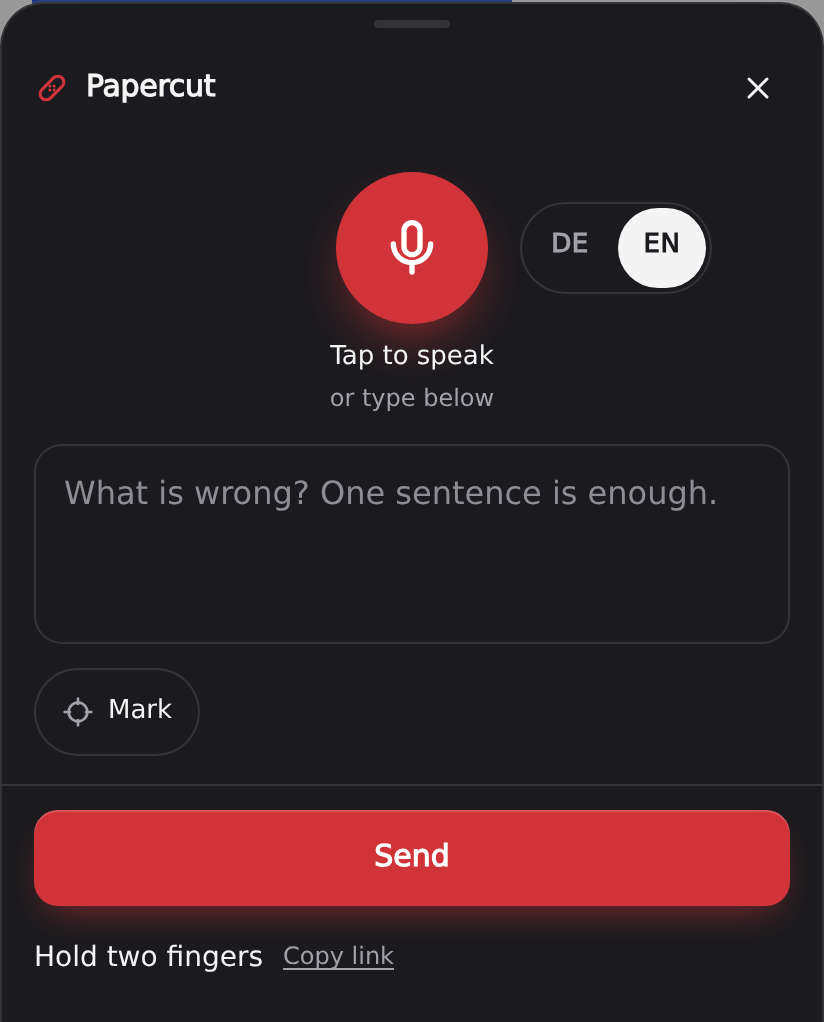 Papercut
DE EN
Tap to speak
or type below
What is wrong? One sentence is enough.
Mark
Send
Hold two fingers Copy link